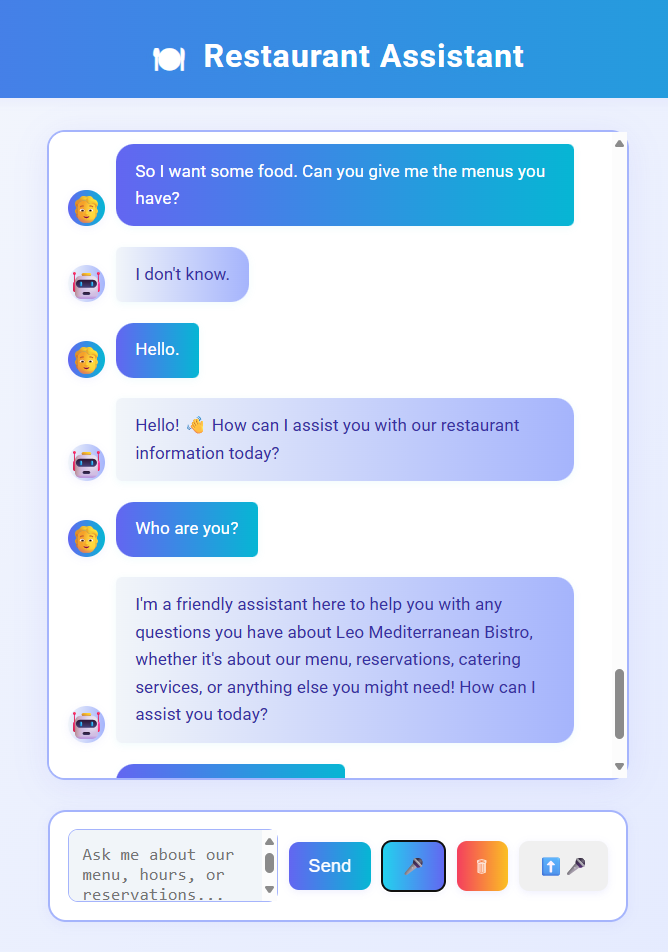 🍽️ Restaurant Assistant
So I want some food. Can you give me the menus you
have?
I don't know.
Hello.
Hello! 👋 How can I assist you with our restaurant
information today?
Who are you?
I'm a friendly assistant here to help you with any
questions you have about Leo Mediterranean Bistro,
whether it's about our menu, reservations, catering
services, or anything else you might need! How can I
assist you today?
Ask me about our
menu, hours, or
reservations...
Send